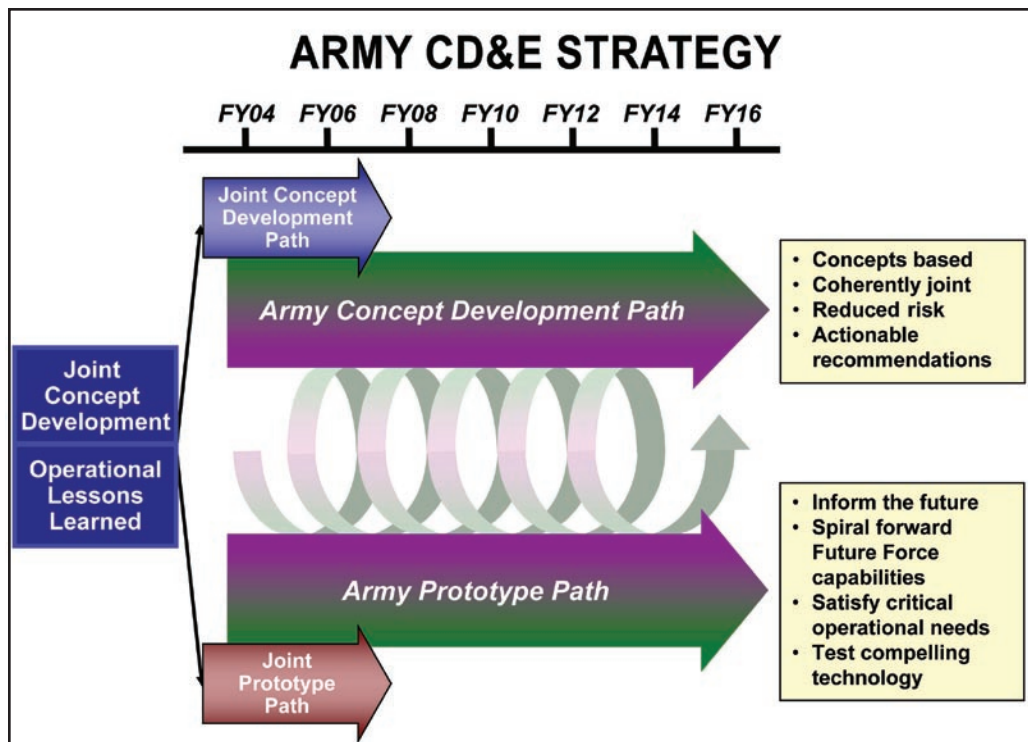 ARMY CD&E STRATEGY
FY04 FY06 FY08 FY10 FY12 FY14 FY16
Joint Concept
Development
Path
Army Concept Development Path
• Concepts based
• Coherently joint
• Reduced risk
• Actionable
recommendations
Joint
Concept
Development
Operational
Lessons
Learned
Army Prototype Path
Joint
Prototype
Path
• Inform the future
• Spiral forward
Future Force
capabilities
• Satisfy critical
operational needs
• Test compelling
technology